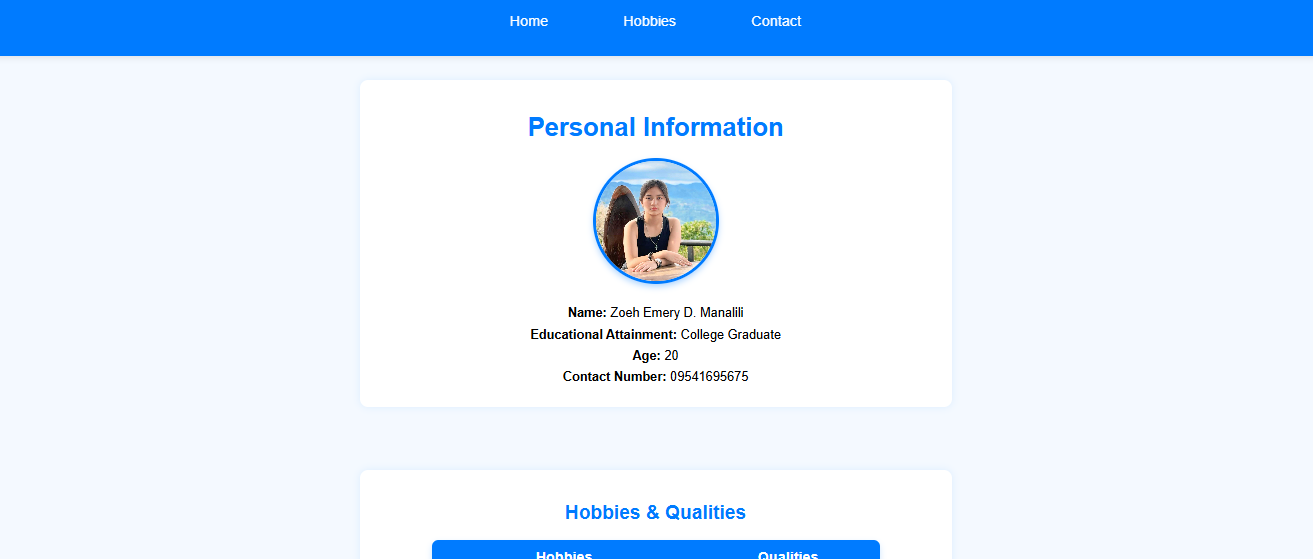 Home Hobbies Contact
Personal Information
Name: Zoeh Emery D. Manalili
Educational Attainment: College Graduate
Age: 20
Contact Number: 09541695675
Hobbies & Qualities
Hobbies Qualities